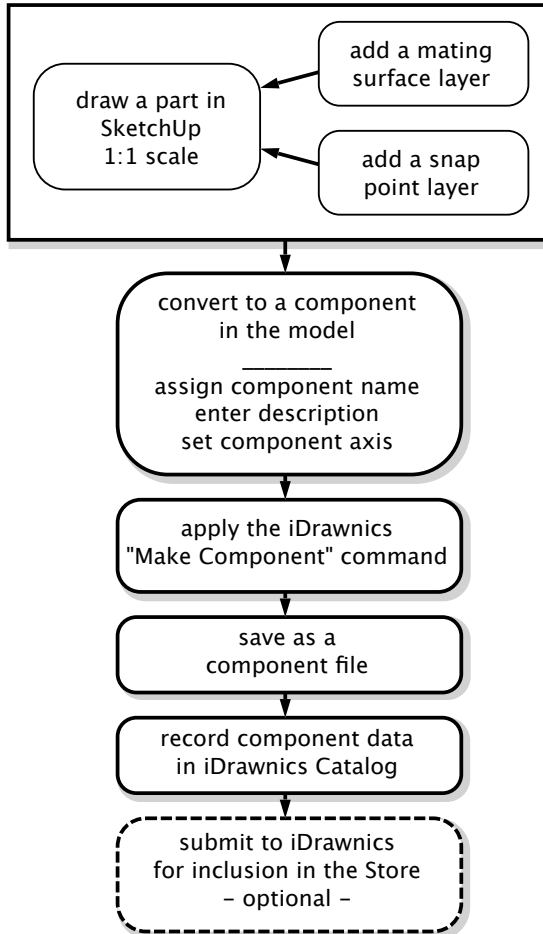 draw a part in
SketchUp
1:1 scale
add a mating
surface layer
add a snap
point layer
convert to a component
in the model
________
assign component name
enter description
set component axis
apply the iDrawnics
"Make Component" command
save as a
component file
record component data
in iDrawnics Catalog
submit to iDrawnics
for inclusion in the Store
– optional –